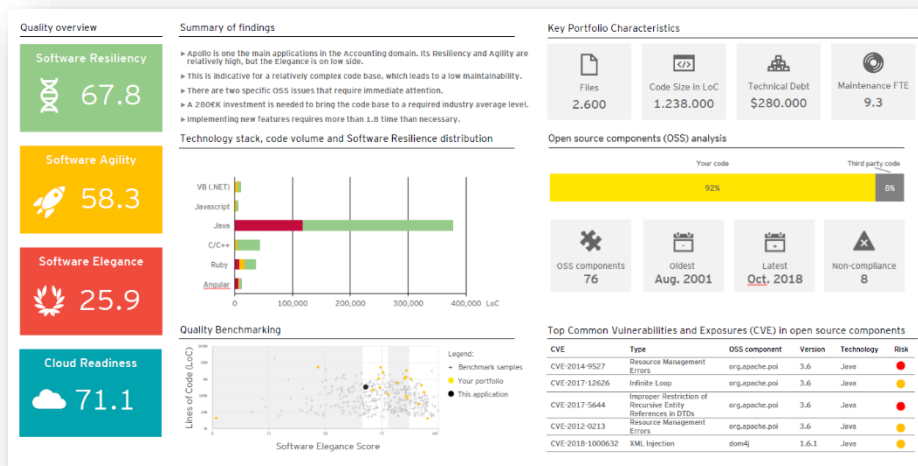 Quality overview
Software Resiliency
67.8
Software Agility
58.3
Software Elegance
25.9
Cloud Readiness
71.1
Summary of findings
▸ Apollo is one the main applications in the Accounting domain. Its Resiliency and Agility are
relatively high, but the Elegance is on low side.
▸ This is indicative for a relatively complex code base, which leads to a low maintainability.
▸ There are two specific OSS issues that require immediate attention.
▸ A 280€K investment is needed to bring the code base to a required industry average level.
▸ Implementing new features requires more than 1.8 time than necessary.
Technology stack, code volume and Software Resilience distribution
VB (.NET)
Javascript
Java
C/C++
Ruby
Angular
0 100,000 200,000 300,000 400,000 LoC
Quality Benchmarking
Lines of Code (LoC)
Software Elegance Score
Legend:
+ Benchmark samples
Your portfolio
This application
Key Portfolio Characteristics
Files
2.600
</>
Code Size in LoC
1.238.000
Technical Debt
$280.000
Maintenance FTE
9.3
Open source components (OSS) analysis
Your code Third party code
92% 8%
OSS components
76
Oldest
Aug. 2001
Latest
Oct. 2018
Non-compliance
8
Top Common Vulnerabilities and Exposures (CVE) in open source components
CVE Type OSS component Version Technology Risk
CVE-2014-9527 Resource Management Errors org.apache.poi 3.6 Java
CVE-2017-12626 Infinite Loop org.apache.poi 3.6 Java
CVE-2017-5644 Improper Restriction of Recursive Entity References in DTDs org.apache.poi 3.6 Java
CVE-2012-0213 Resource Management Errors org.apache.poi 3.6 Java
CVE-2018-1000632 XML Injection dom4j 1.6.1 Java